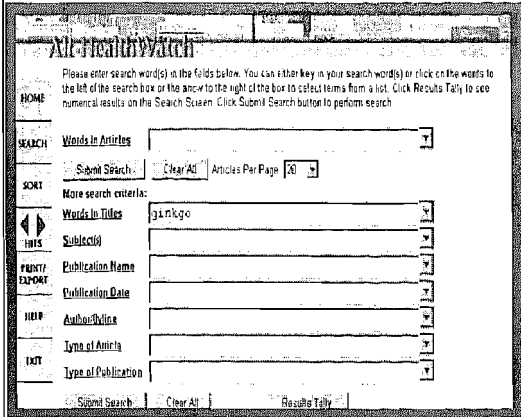 Alt-HealthWatch
Please enter search word(s) in the fields below. You can either key in your search word(s) or click on the words to
the left of the search box or the arrow to the right of the box to select terms from a list. Click Results Tally to see
numerical results on the Search Screen. Click Submit Search button to perform search
HOME
SEARCH
SORT
HITS
PRINT/
EXPORT
HELP
EXIT
Words In Articles
Submit Search Clear All Articles Per Page 20
More search criteria:
Words In Titles ginkgo
Subject(s)
Publication Name
Publication Date
Author/Byline
Type of Article
Type of Publication
Submit Search Clear All Results Tally